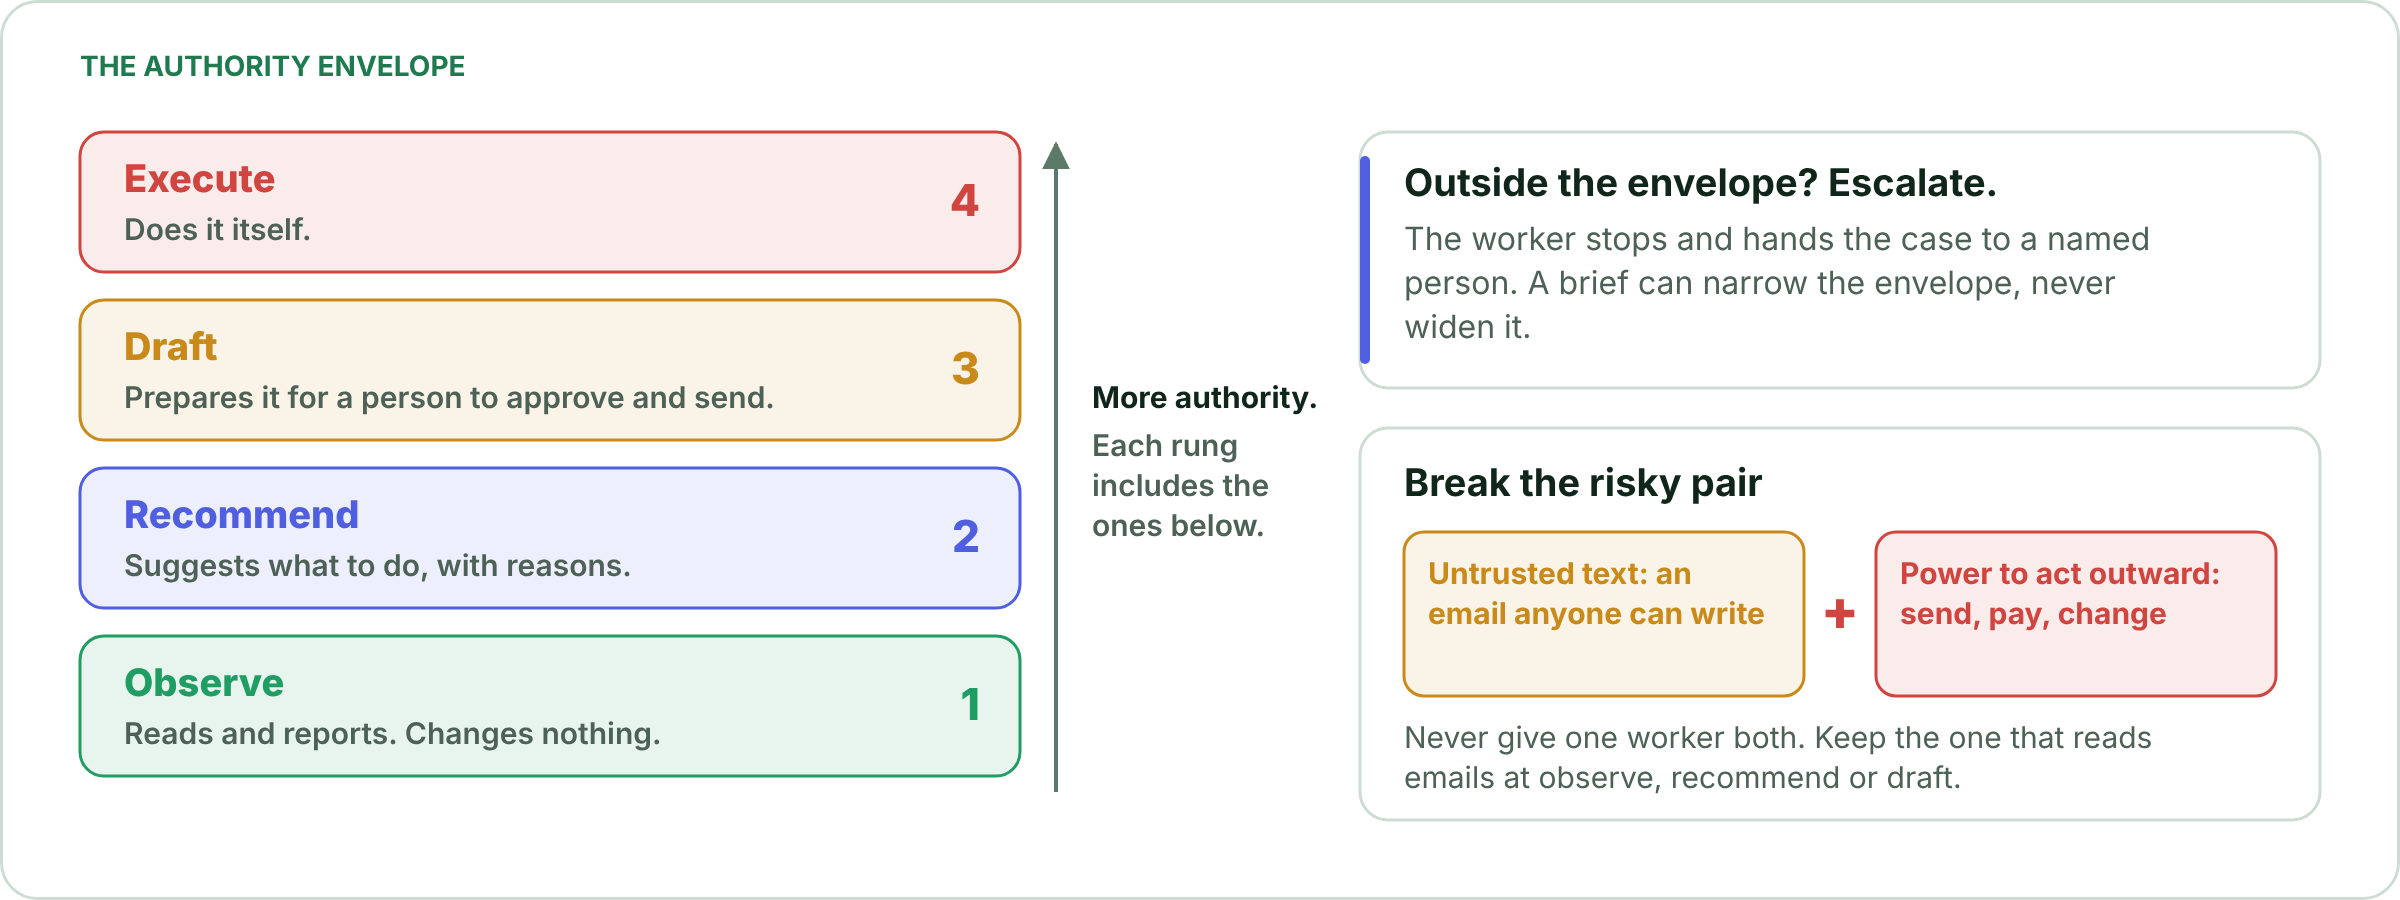 THE AUTHORITY ENVELOPE
Execute
Does it itself.
4
Draft
Prepares it for a person to approve and send.
3
Recommend
Suggests what to do, with reasons.
2
Observe
Reads and reports. Changes nothing.
1
More authority.
Each rung
includes the
ones below.
Outside the envelope? Escalate.
The worker stops and hands the case to a named
person. A brief can narrow the envelope, never
widen it.
Break the risky pair
Untrusted text: an
email anyone can write
+
Power to act outward:
send, pay, change
Never give one worker both. Keep the one that reads
emails at observe, recommend or draft.